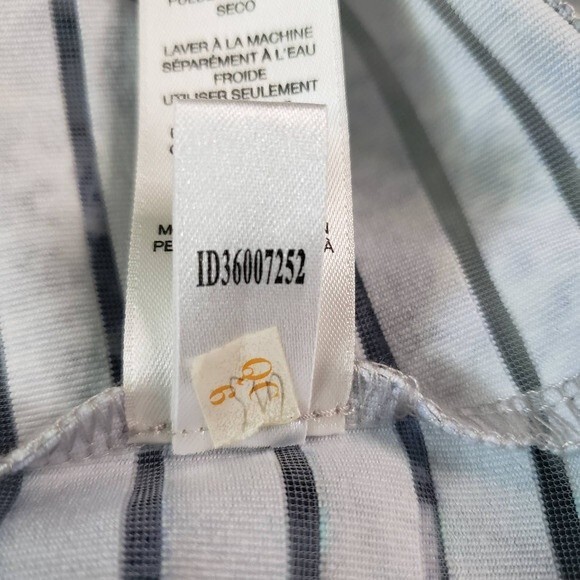 SECO
LAVER À LA MACHINE
SÉPARÉMENT À L'EAU
FROIDE
UTILISER SEULEMENT
ID36007252